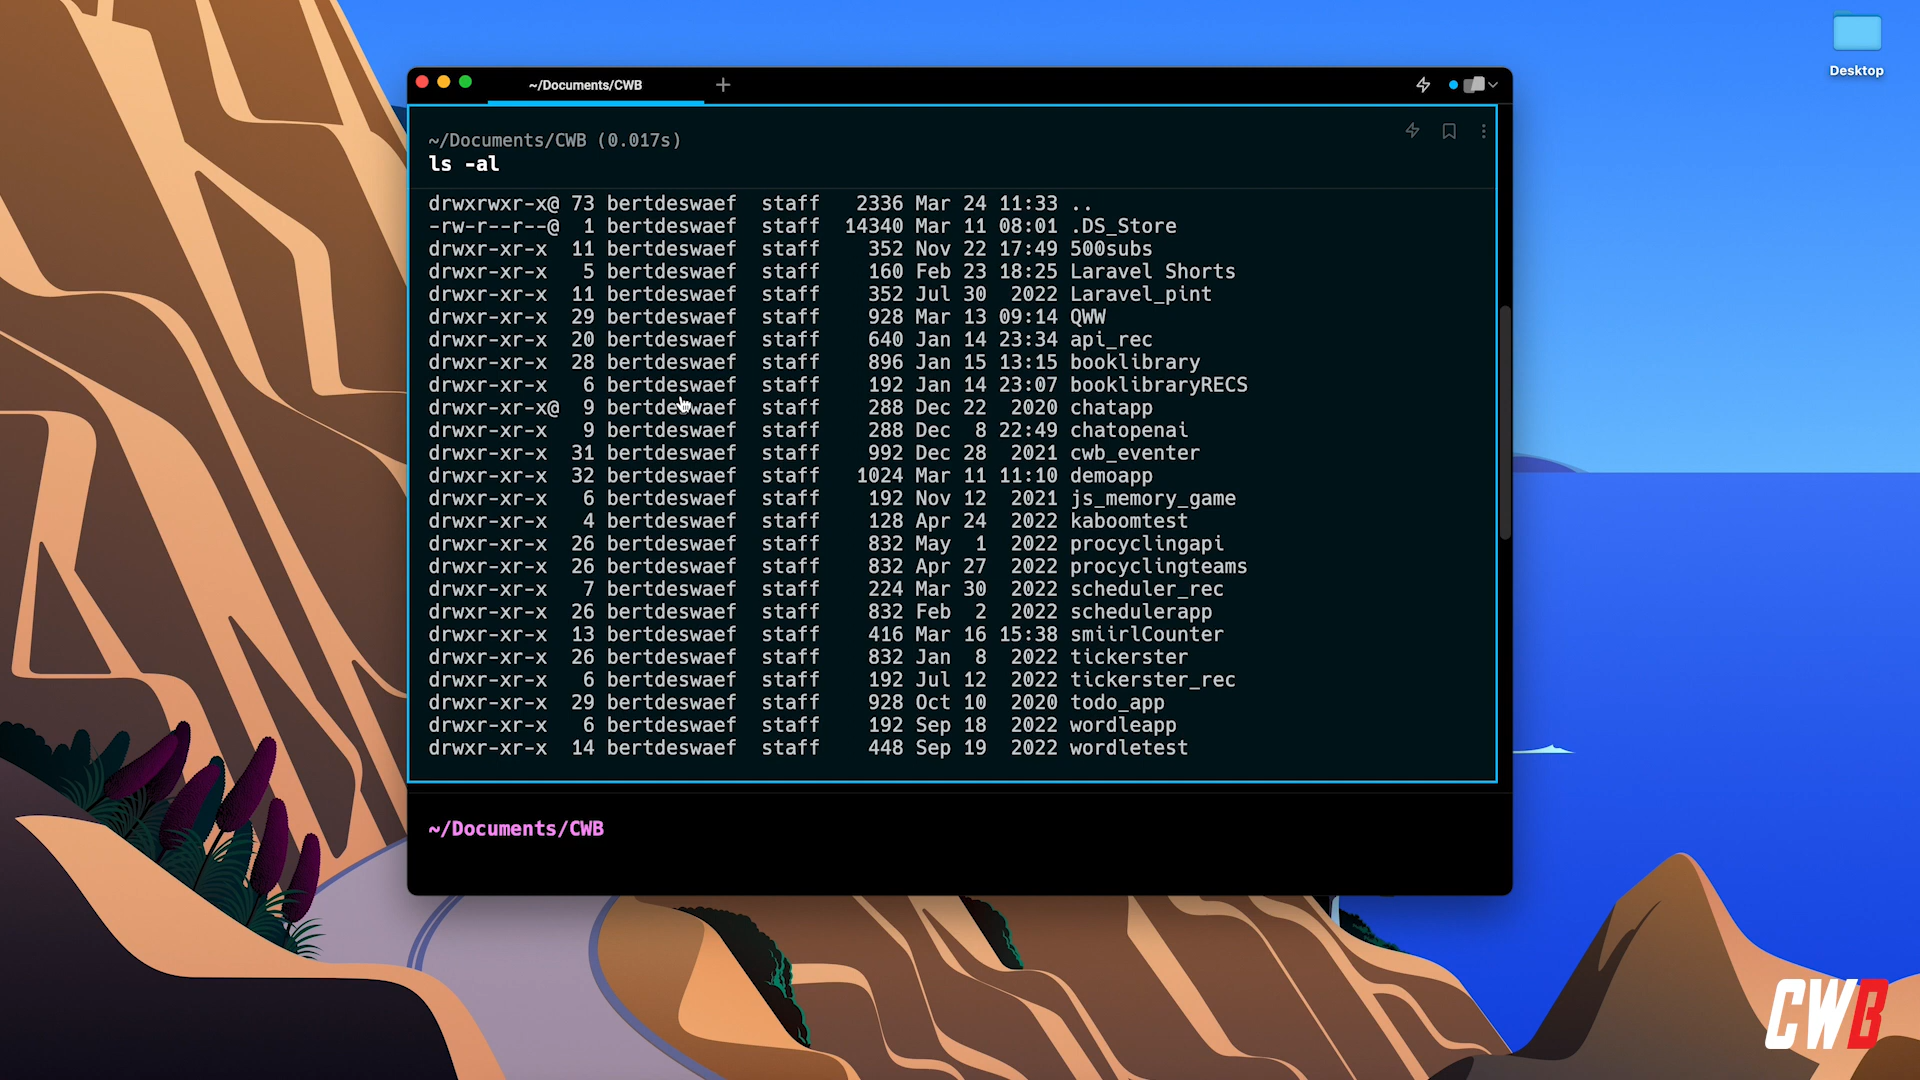 Desktop
~/Documents/CWB
~/Documents/CWB (0.017s)
ls -al
drwxrwxr-x@ 73 bertdeswaef staff 2336 Mar 24 11:33 ..
-rw-r--r--@ 1 bertdeswaef staff 14340 Mar 11 08:01 .DS_Store
drwxr-xr-x 11 bertdeswaef staff 352 Nov 22 17:49 500subs
drwxr-xr-x 5 bertdeswaef staff 160 Feb 23 18:25 Laravel Shorts
drwxr-xr-x 11 bertdeswaef staff 352 Jul 30 2022 Laravel_pint
drwxr-xr-x 29 bertdeswaef staff 928 Mar 13 09:14 QWW
drwxr-xr-x 20 bertdeswaef staff 640 Jan 14 23:34 api_rec
drwxr-xr-x 28 bertdeswaef staff 896 Jan 15 13:15 booklibrary
drwxr-xr-x 6 bertdeswaef staff 192 Jan 14 23:07 booklibraryRECS
drwxr-xr-x@ 9 bertdeswaef staff 288 Dec 22 2020 chatapp
drwxr-xr-x 9 bertdeswaef staff 288 Dec 8 22:49 chatopenai
drwxr-xr-x 31 bertdeswaef staff 992 Dec 28 2021 cwb_eventer
drwxr-xr-x 32 bertdeswaef staff 1024 Mar 11 11:10 demoapp
drwxr-xr-x 6 bertdeswaef staff 192 Nov 12 2021 js_memory_game
drwxr-xr-x 4 bertdeswaef staff 128 Apr 24 2022 kaboomtest
drwxr-xr-x 26 bertdeswaef staff 832 May 1 2022 procyclingapi
drwxr-xr-x 26 bertdeswaef staff 832 Apr 27 2022 procyclingteams
drwxr-xr-x 7 bertdeswaef staff 224 Mar 30 2022 scheduler_rec
drwxr-xr-x 26 bertdeswaef staff 832 Feb 2 2022 schedulerapp
drwxr-xr-x 13 bertdeswaef staff 416 Mar 16 15:38 smiirlCounter
drwxr-xr-x 26 bertdeswaef staff 832 Jan 8 2022 tickerster
drwxr-xr-x 6 bertdeswaef staff 192 Jul 12 2022 tickerster_rec
drwxr-xr-x 29 bertdeswaef staff 928 Oct 10 2020 todo_app
drwxr-xr-x 6 bertdeswaef staff 192 Sep 18 2022 wordleapp
drwxr-xr-x 14 bertdeswaef staff 448 Sep 19 2022 wordletest
~/Documents/CWB
CWB